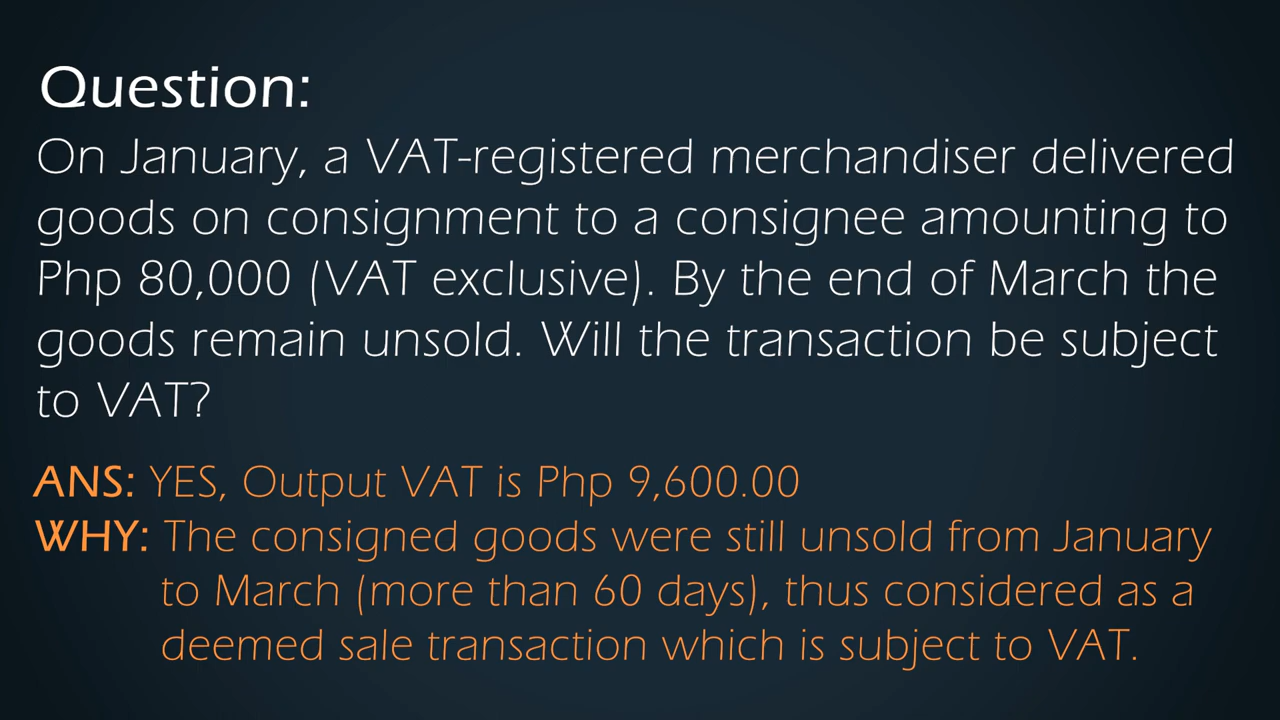 Question:
On January, a VAT-registered merchandiser delivered
goods on consignment to a consignee amounting to
Php 80,000 (VAT exclusive). By the end of March the
goods remain unsold. Will the transaction be subject
to VAT?
ANS: YES, Output VAT is Php 9,600.00
WHY: The consigned goods were still unsold from January
to March (more than 60 days), thus considered as a
deemed sale transaction which is subject to VAT.